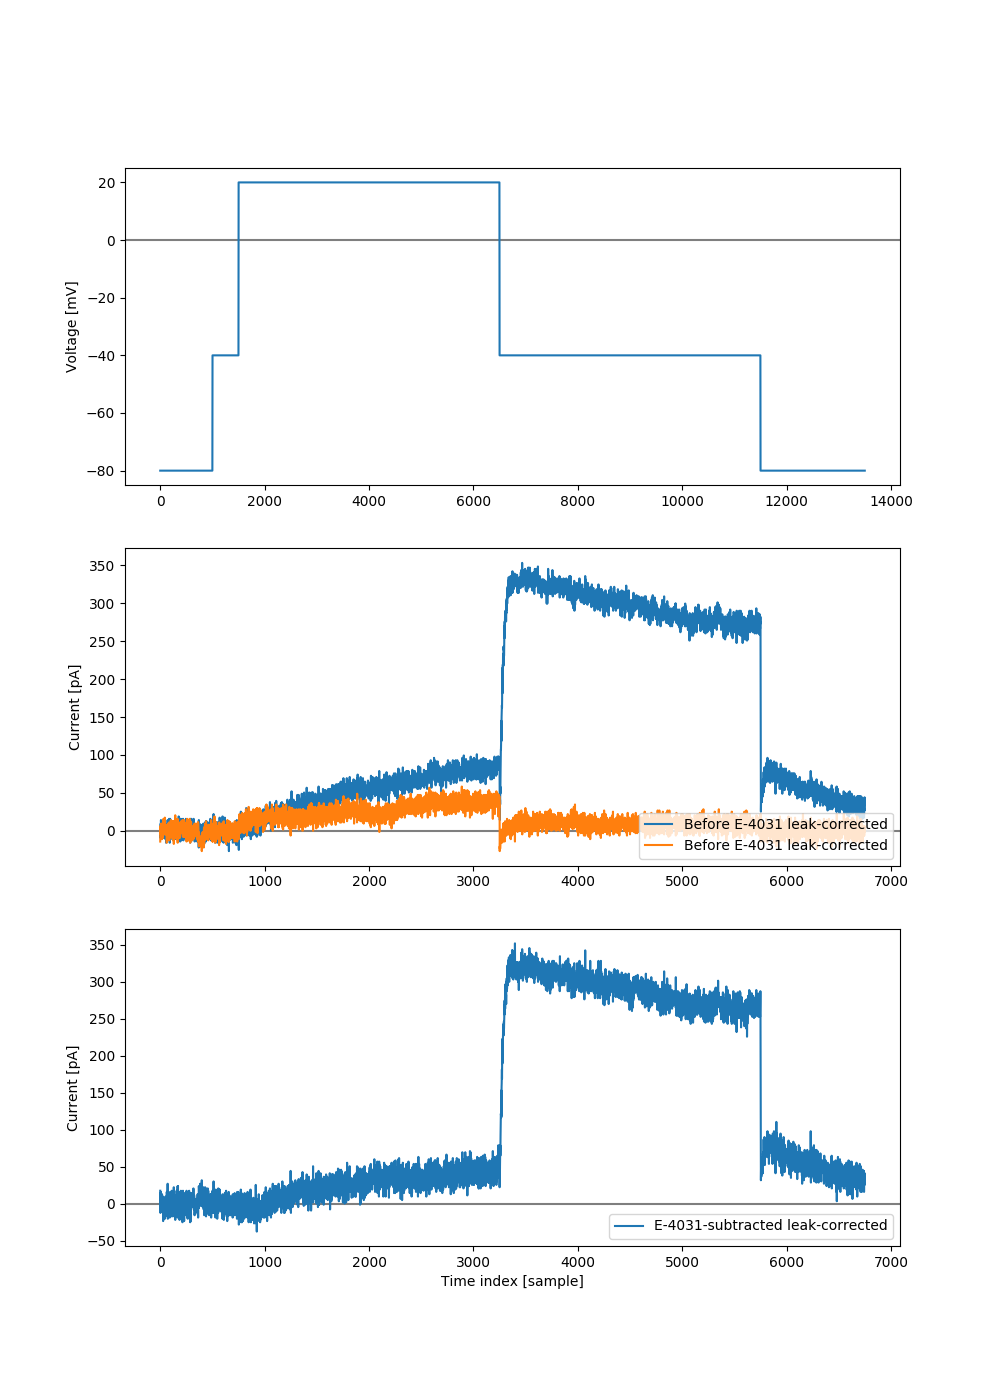 20
0
−20
−40
−60
−80
Voltage [mV]
0 2000 4000 6000 8000 10000 12000 14000
350
300
250
200
150
100
50
0
Current [pA]
Before E-4031 leak-corrected
Before E-4031 leak-corrected
0 1000 2000 3000 4000 5000 6000 7000
350
300
250
200
150
100
50
0
−50
Current [pA]
E-4031-subtracted leak-corrected
0 1000 2000 3000 4000 5000 6000 7000
Time index [sample]